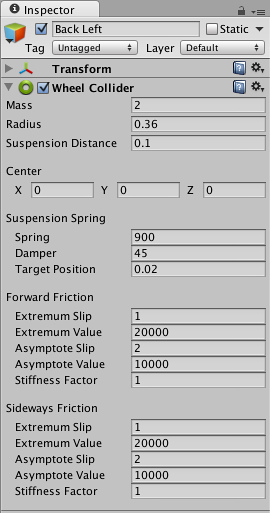 Inspector
Back Left Static
Tag Untagged Layer Default
Transform
Wheel Collider
Mass 2
Radius 0.36
Suspension Distance 0.1
Center
X 0 Y 0 Z 0
Suspension Spring
Spring 900
Damper 45
Target Position 0.02
Forward Friction
Extremum Slip 1
Extremum Value 20000
Asymptote Slip 2
Asymptote Value 10000
Stiffness Factor 1
Sideways Friction
Extremum Slip 1
Extremum Value 20000
Asymptote Slip 2
Asymptote Value 10000
Stiffness Factor 1